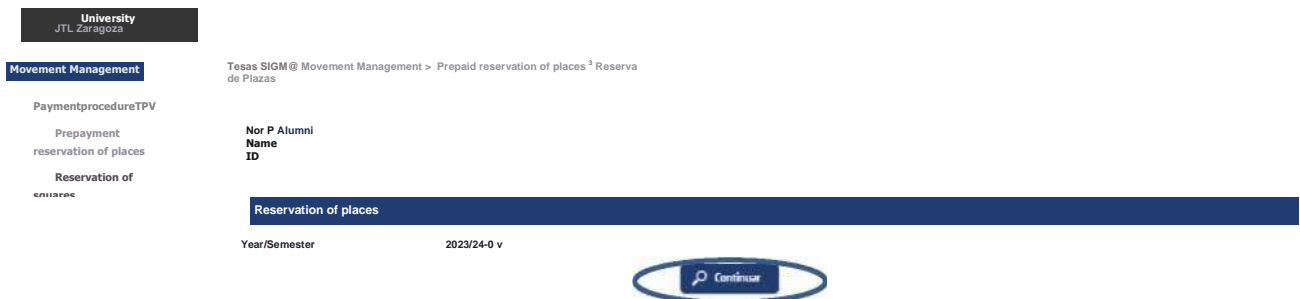 University
JTL Zaragoza
Movement Management
Tesas SIGM@ Movement Management > Prepaid reservation of places ³ Reserva
de Plazas
PaymentprocedureTPV
Prepayment
reservation of places
Reservation of
squares
Nor P Alumni
Name
ID
Reservation of places
Year/Semester 2023/24-0 v
Continuar